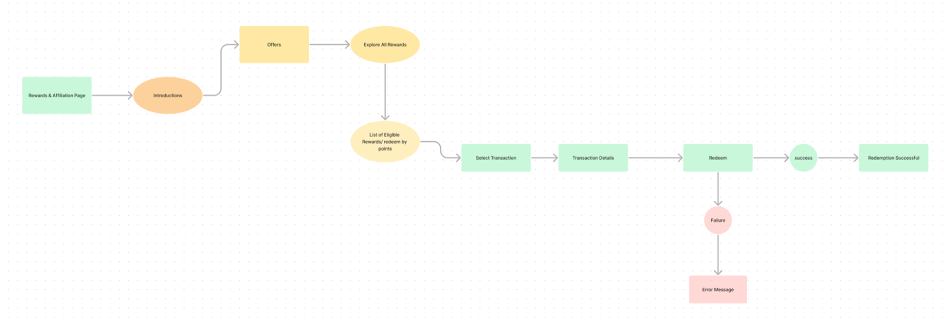 Offers
Explore All Rewards
Rewards & Affiliation Page
Introductions
List of Eligible
Rewards/ redeem by
points
Select Transaction
Transaction Details
Redeem
success
Redemption Successful
Failure
Error Message